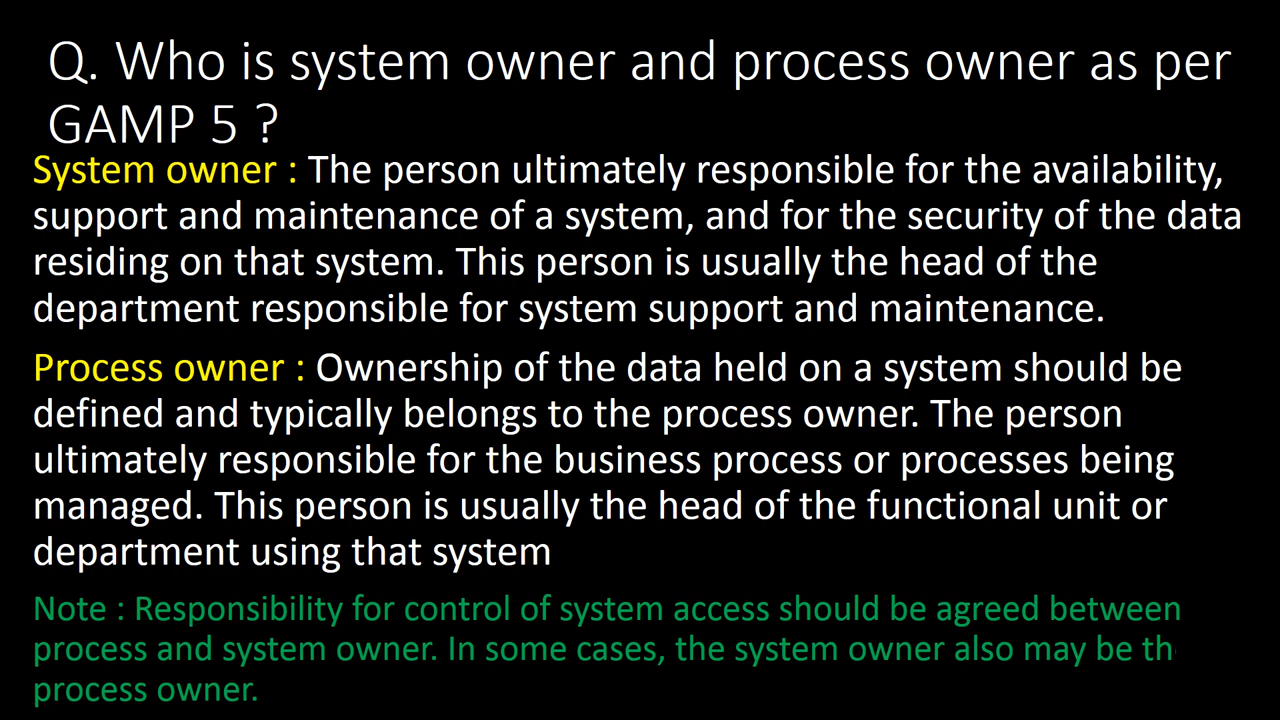 Q. Who is system owner and process owner as per
GAMP 5 ?
System owner : The person ultimately responsible for the availability,
support and maintenance of a system, and for the security of the data
residing on that system. This person is usually the head of the
department responsible for system support and maintenance.
Process owner : Ownership of the data held on a system should be
defined and typically belongs to the process owner. The person
ultimately responsible for the business process or processes being
managed. This person is usually the head of the functional unit or
department using that system
Note : Responsibility for control of system access should be agreed between
process and system owner. In some cases, the system owner also may be th
process owner.